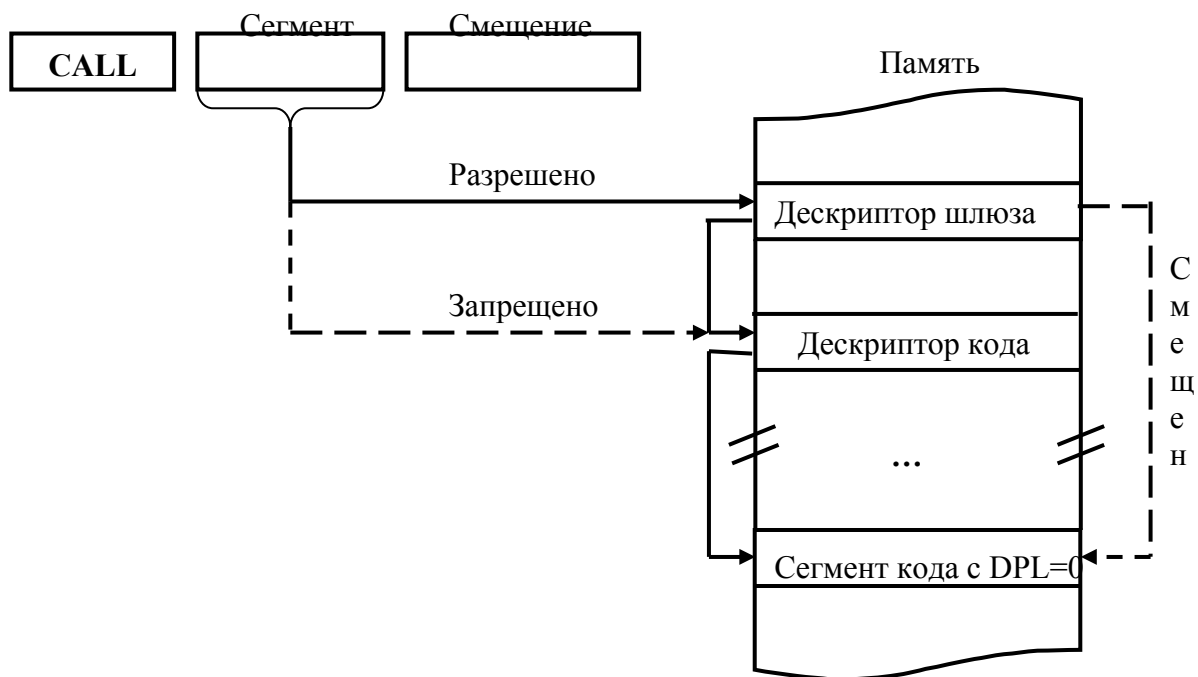 Сегмент
Смещение
CALL
Память
Разрешено
Дескриптор шлюза
Запрещено
Дескриптор кода
...
Сегмент кода с DPL=0
С
м
е
щ
е
н